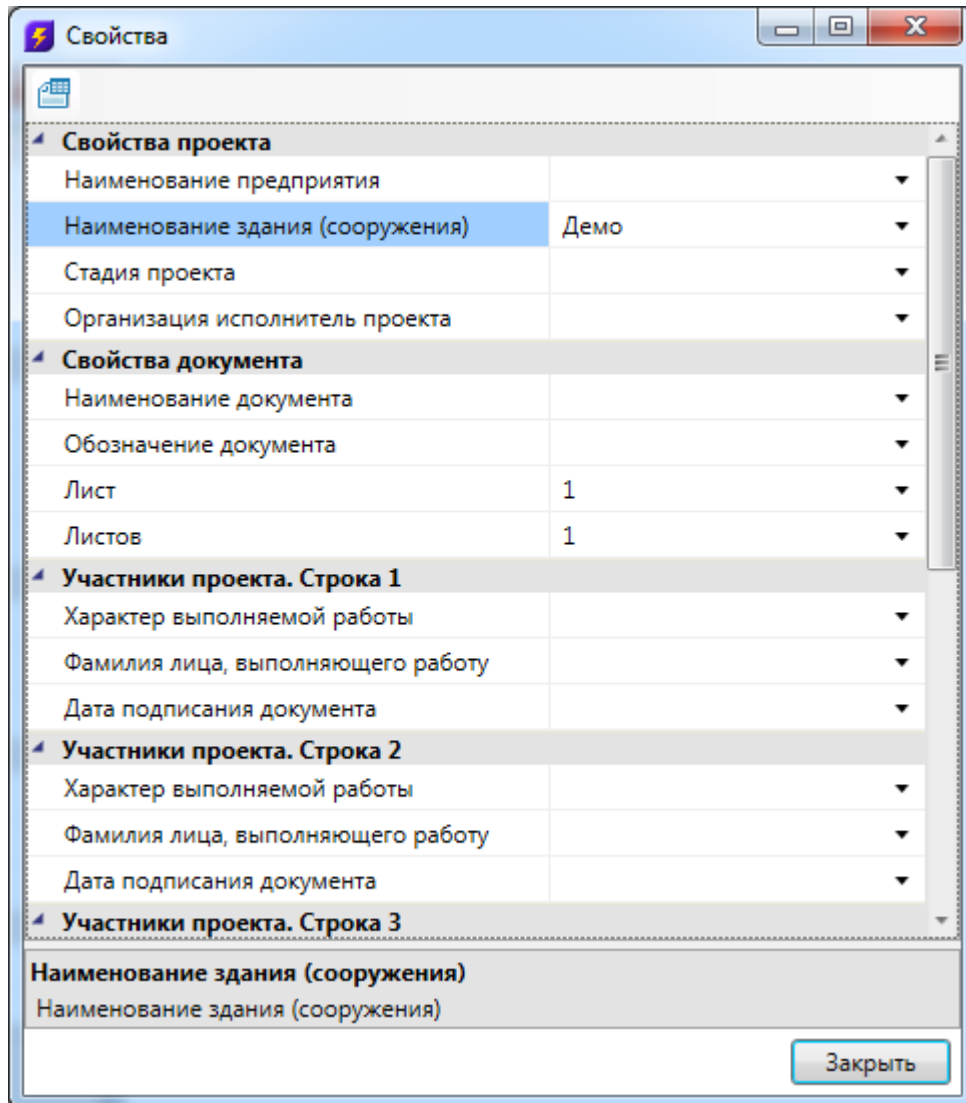 Свойства
Свойства проекта
Наименование предприятия
Наименование здания (сооружения) Демо
Стадия проекта
Организация исполнитель проекта
Свойства документа
Наименование документа
Обозначение документа
Лист 1
Листов 1
Участники проекта. Строка 1
Характер выполняемой работы
Фамилия лица, выполняющего работу
Дата подписания документа
Участники проекта. Строка 2
Характер выполняемой работы
Фамилия лица, выполняющего работу
Дата подписания документа
Участники проекта. Строка 3
Наименование здания (сооружения)
Наименование здания (сооружения)
Закрыть